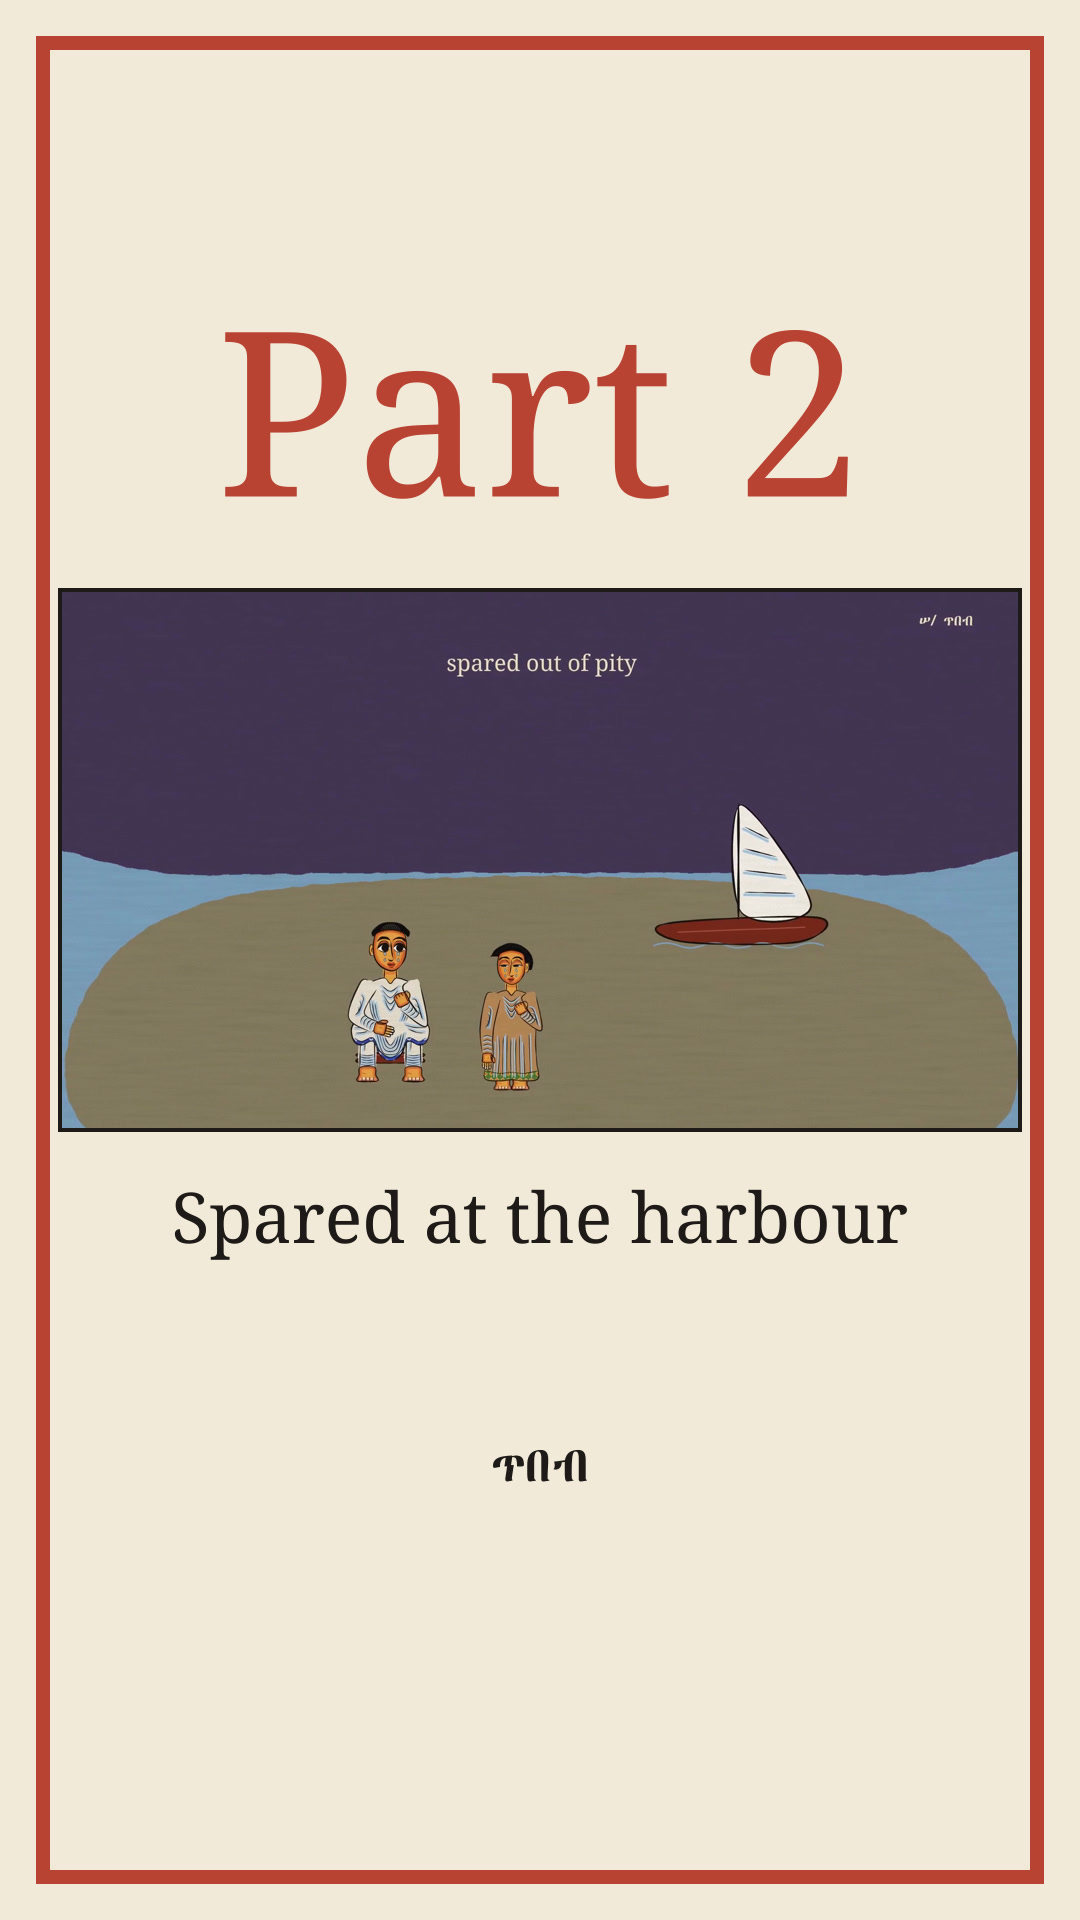 Part 2
ሠ/ ጥበብ
spared out of pity
Spared at the harbour
ጥበብ